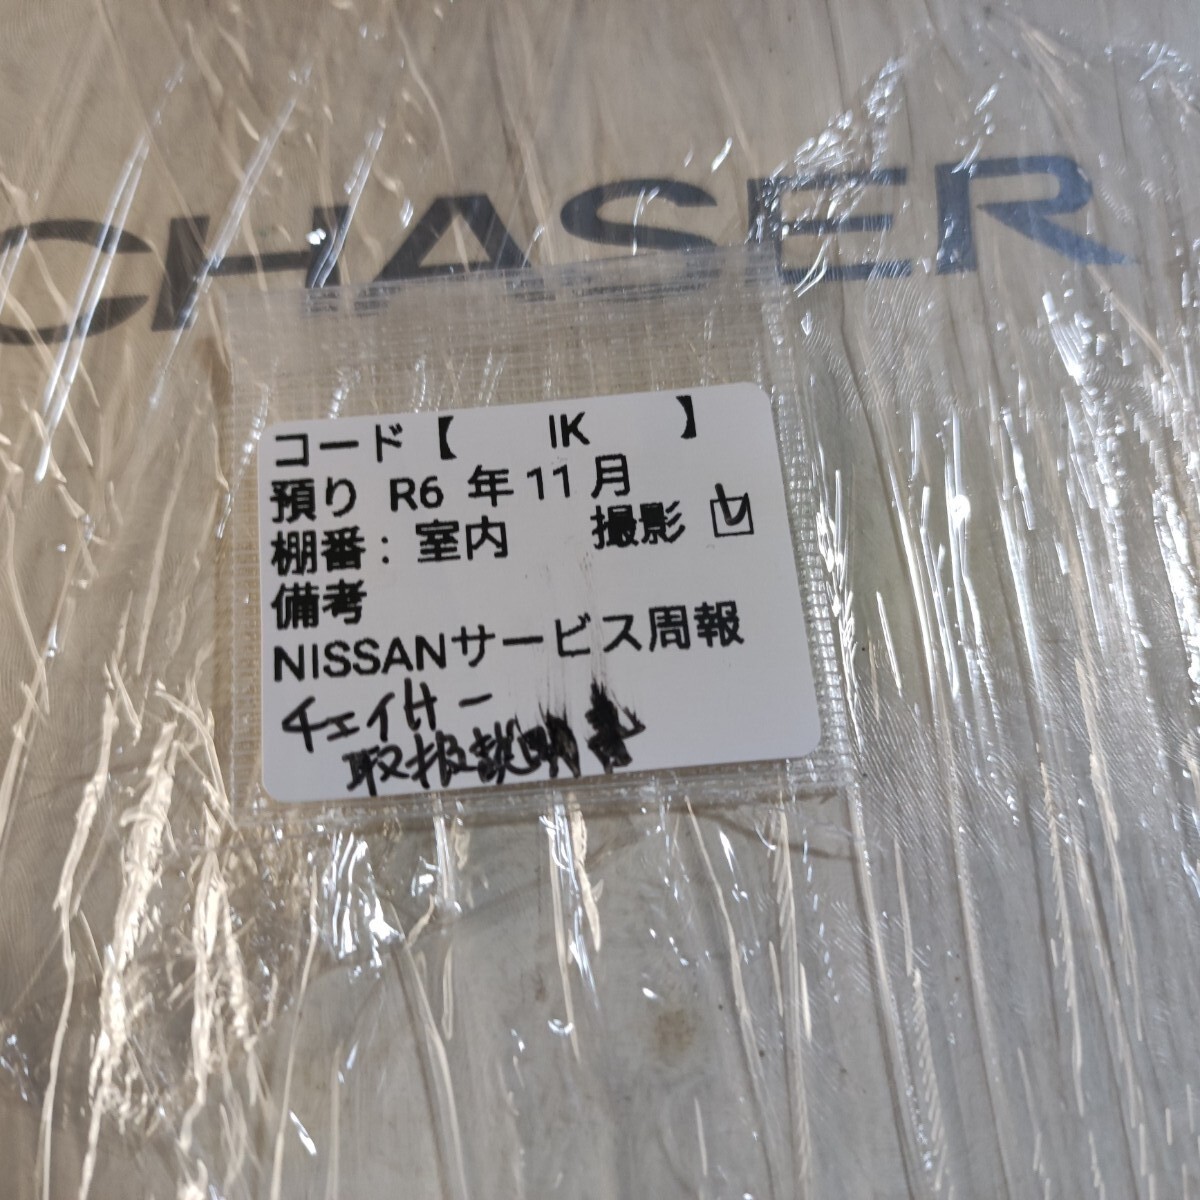 CHASER
コード【 IK 】
預り R6 年 11 月
棚番: 室内 撮影 ☑
備考
NISSANサービス周報
チェイサー
取扱説明書